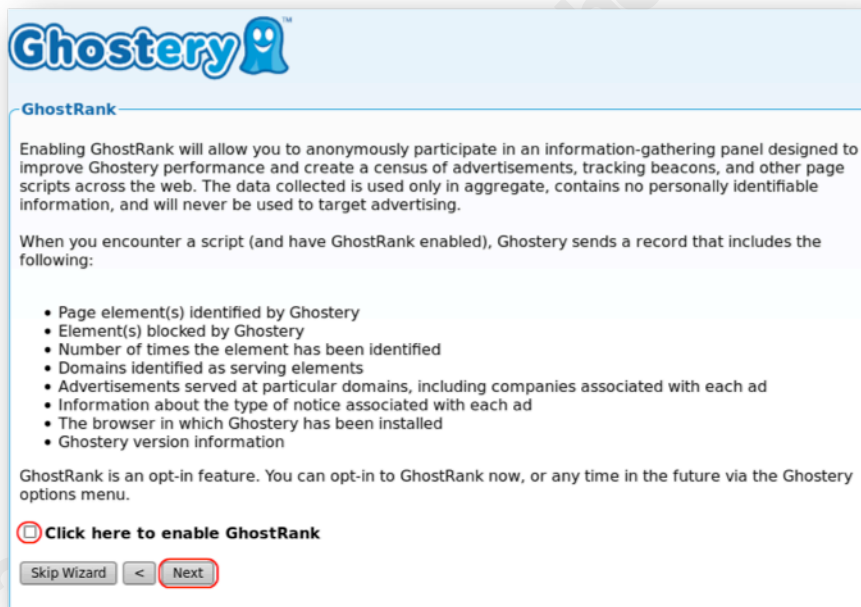 Ghostery™
GhostRank
Enabling GhostRank will allow you to anonymously participate in an information-gathering panel designed to
improve Ghostery performance and create a census of advertisements, tracking beacons, and other page
scripts across the web. The data collected is used only in aggregate, contains no personally identifiable
information, and will never be used to target advertising.
When you encounter a script (and have GhostRank enabled), Ghostery sends a record that includes the
following:
• Page element(s) identified by Ghostery
• Element(s) blocked by Ghostery
• Number of times the element has been identified
• Domains identified as serving elements
• Advertisements served at particular domains, including companies associated with each ad
• Information about the type of notice associated with each ad
• The browser in which Ghostery has been installed
• Ghostery version information
GhostRank is an opt-in feature. You can opt-in to GhostRank now, or any time in the future via the Ghostery
options menu.
Click here to enable GhostRank
Skip Wizard < Next